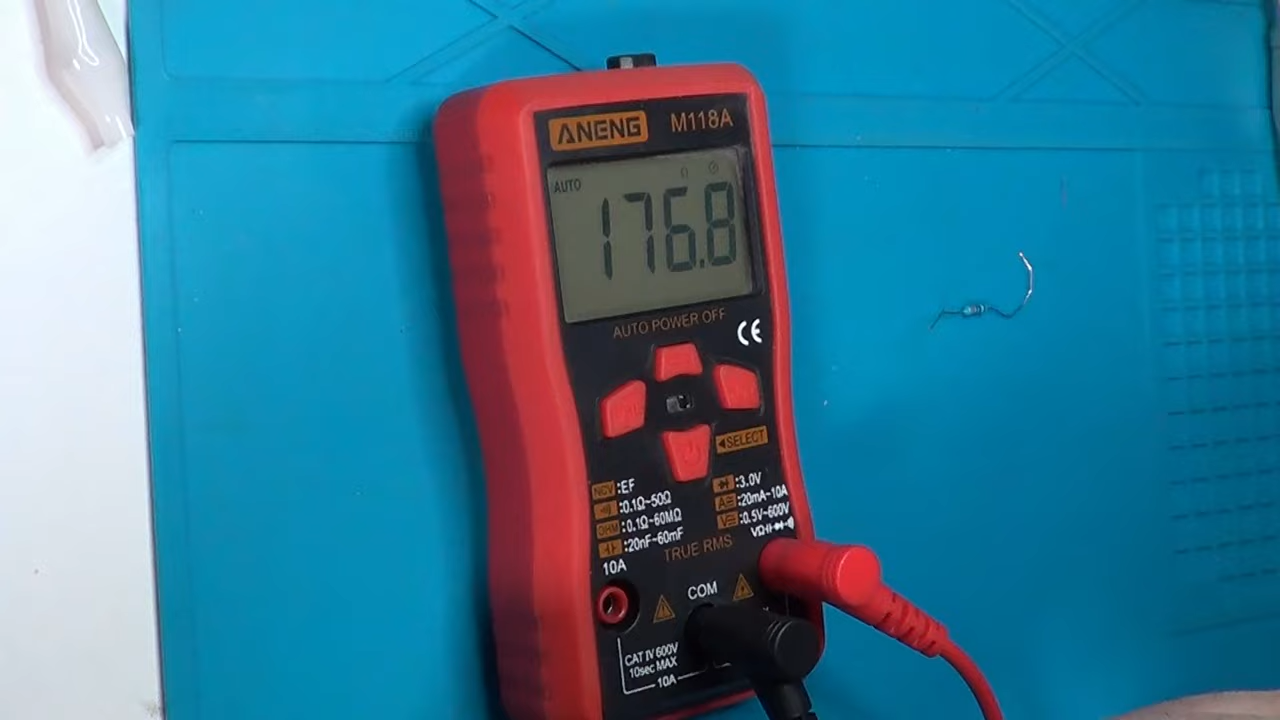 ANENG M118A
AUTO Ω
176.8
AUTO POWER OFF
CE
◄SELECT
NCV :EF
:0.1Ω~50Ω
OHM :0.1Ω~60MΩ
:20nF~60mF
:3.0V
A :20mA~10A
V :0.5V~600V
VΩ
TRUE RMS
10A
COM
CAT IV 600V
10sec MAX
10A